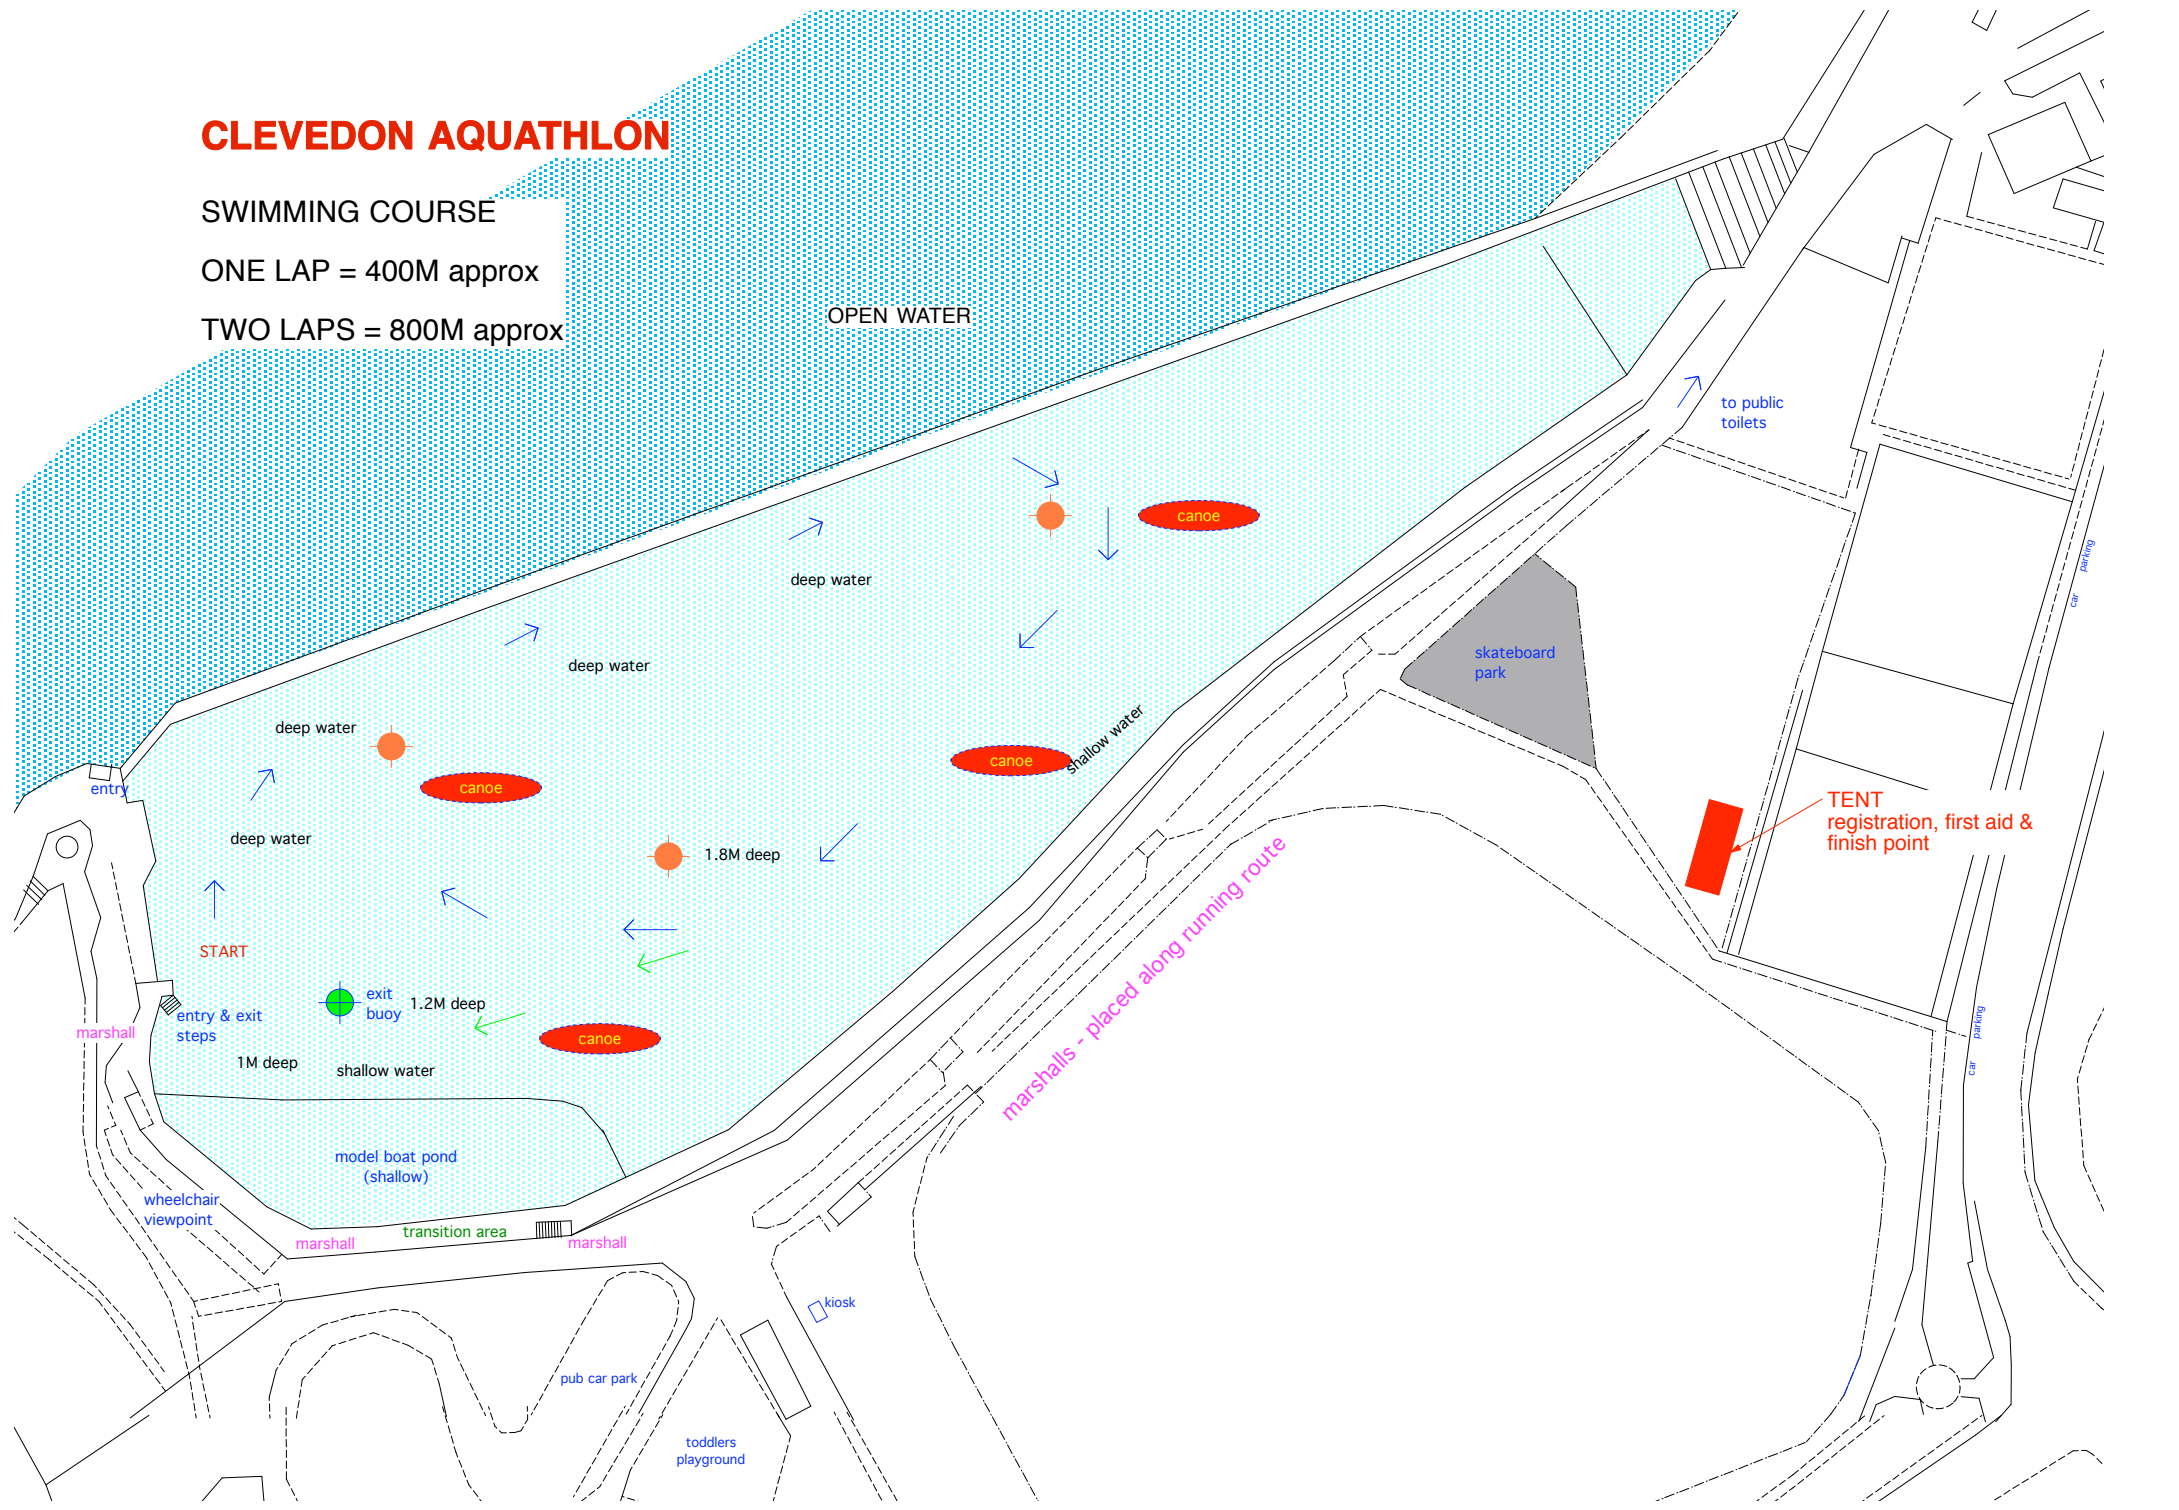 CLEVEDON AQUATHLON
SWIMMING COURSE
ONE LAP = 400M approx
TWO LAPS = 800M approx
OPEN WATER
to public
toilets
canoe
deep water
parking
car
skateboard
park
deep water
shallow water
deep water
canoe
canoe
entry
TENT
registration, first aid &
finish point
deep water
1.8M deep
marshalls - placed along running route
START
exit
buoy
1.2M deep
entry & exit
steps
marshall
canoe
parking
car
1M deep
shallow water
model boat pond
(shallow)
wheelchair
viewpoint
transition area
marshall
marshall
kiosk
pub car park
toddlers
playground